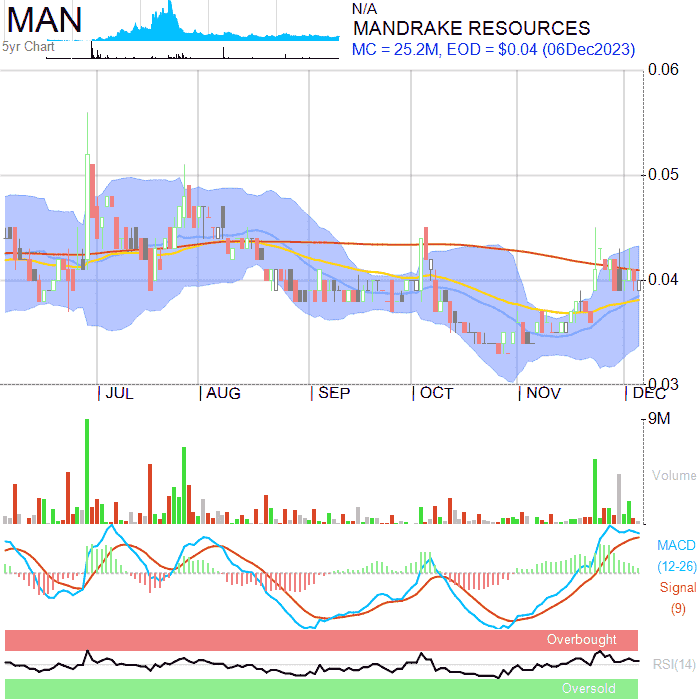 MAN
5yr Chart
N/A
MANDRAKE RESOURCES
MC = 25.2M, EOD = $0.04 (06Dec2023)
0.06
0.05
0.04
0.03
JUL AUG SEP OCT NOV DEC
9M
Volume
MACD
(12-26)
Signal
(9)
Overbought
RSI(14)
Oversold